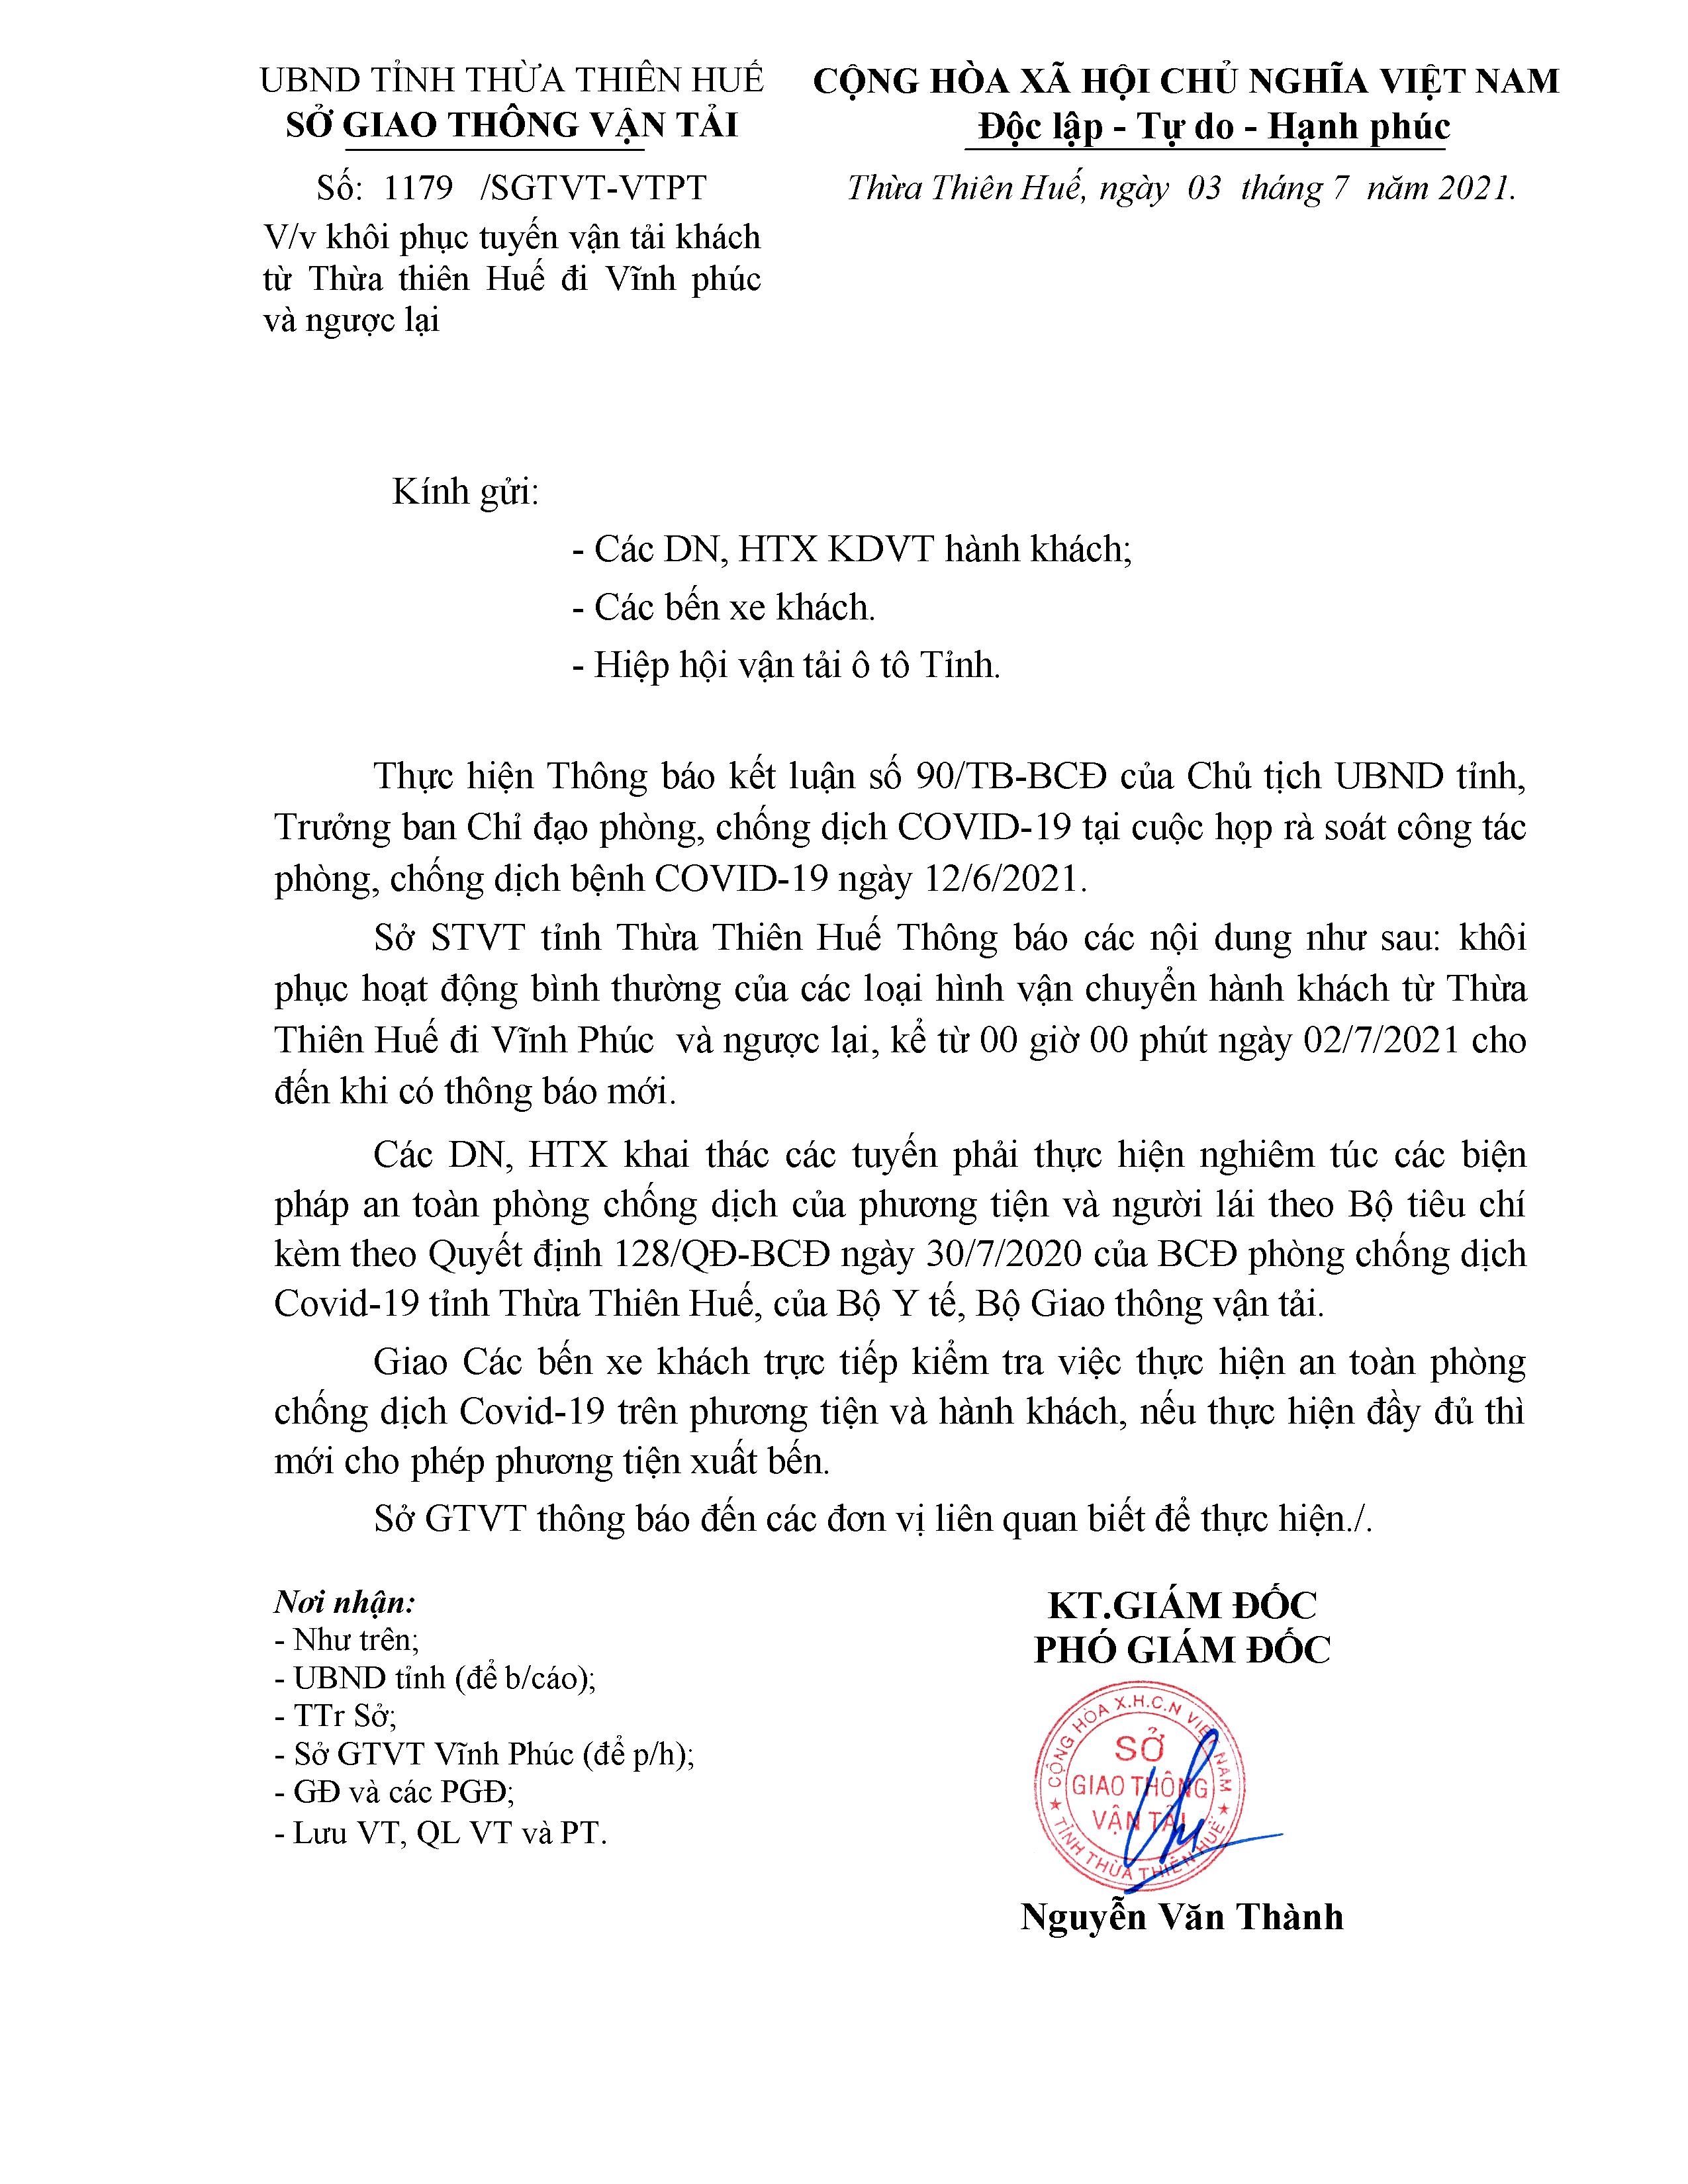 UBND TỈNH THỪA THIÊN HUẾ
SỞ GIAO THÔNG VẬN TẢI
CỘNG HÒA XÃ HỘI CHỦ NGHĨA VIỆT NAM
Độc lập - Tự do - Hạnh phúc
Số: 1179 /SGTVT-VTPT
Thừa Thiên Huế, ngày 03 tháng 7 năm 2021.
V/v khôi phục tuyến vận tải khách
từ Thừa thiên Huế đi Vĩnh phúc
và ngược lại
Kính gửi:
- Các DN, HTX KDVT hành khách;
- Các bến xe khách.
- Hiệp hội vận tải ô tô Tỉnh.
Thực hiện Thông báo kết luận số 90/TB-BCĐ của Chủ tịch UBND tỉnh,
Trưởng ban Chỉ đạo phòng, chống dịch COVID-19 tại cuộc họp rà soát công tác
phòng, chống dịch bệnh COVID-19 ngày 12/6/2021.
Sở STVT tỉnh Thừa Thiên Huế Thông báo các nội dung như sau: khôi
phục hoạt động bình thường của các loại hình vận chuyển hành khách từ Thừa
Thiên Huế đi Vĩnh Phúc và ngược lại, kể từ 00 giờ 00 phút ngày 02/7/2021 cho
đến khi có thông báo mới.
Các DN, HTX khai thác các tuyến phải thực hiện nghiêm túc các biện
pháp an toàn phòng chống dịch của phương tiện và người lái theo Bộ tiêu chí
kèm theo Quyết định 128/QĐ-BCĐ ngày 30/7/2020 của BCĐ phòng chống dịch
Covid-19 tỉnh Thừa Thiên Huế, của Bộ Y tế, Bộ Giao thông vận tải.
Giao Các bến xe khách trực tiếp kiểm tra việc thực hiện an toàn phòng
chống dịch Covid-19 trên phương tiện và hành khách, nếu thực hiện đầy đủ thì
mới cho phép phương tiện xuất bến.
Sở GTVT thông báo đến các đơn vị liên quan biết để thực hiện./.
Nơi nhận:
- Như trên;
- UBND tỉnh (để b/cáo);
- TTr Sở;
- Sở GTVT Vĩnh Phúc (để p/h);
- GĐ và các PGĐ;
- Lưu VT, QL VT và PT.
KT.GIÁM ĐỐC
PHÓ GIÁM ĐỐC
CỘNG HÒA X.H.C.N VIỆT NAM
SỞ
GIAO THÔNG
VẬN TẢI
★ TỈNH THỪA THIÊN HUẾ ★
Nguyễn Văn Thành